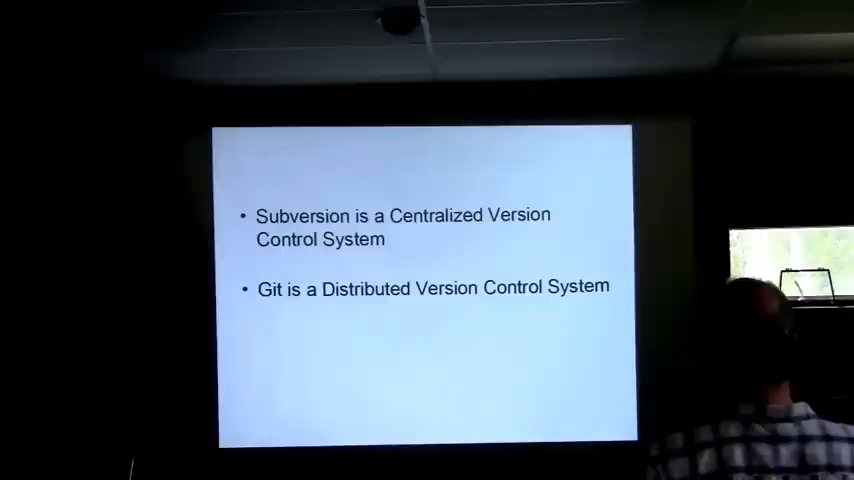 • Subversion is a Centralized Version
Control System
• Git is a Distributed Version Control System